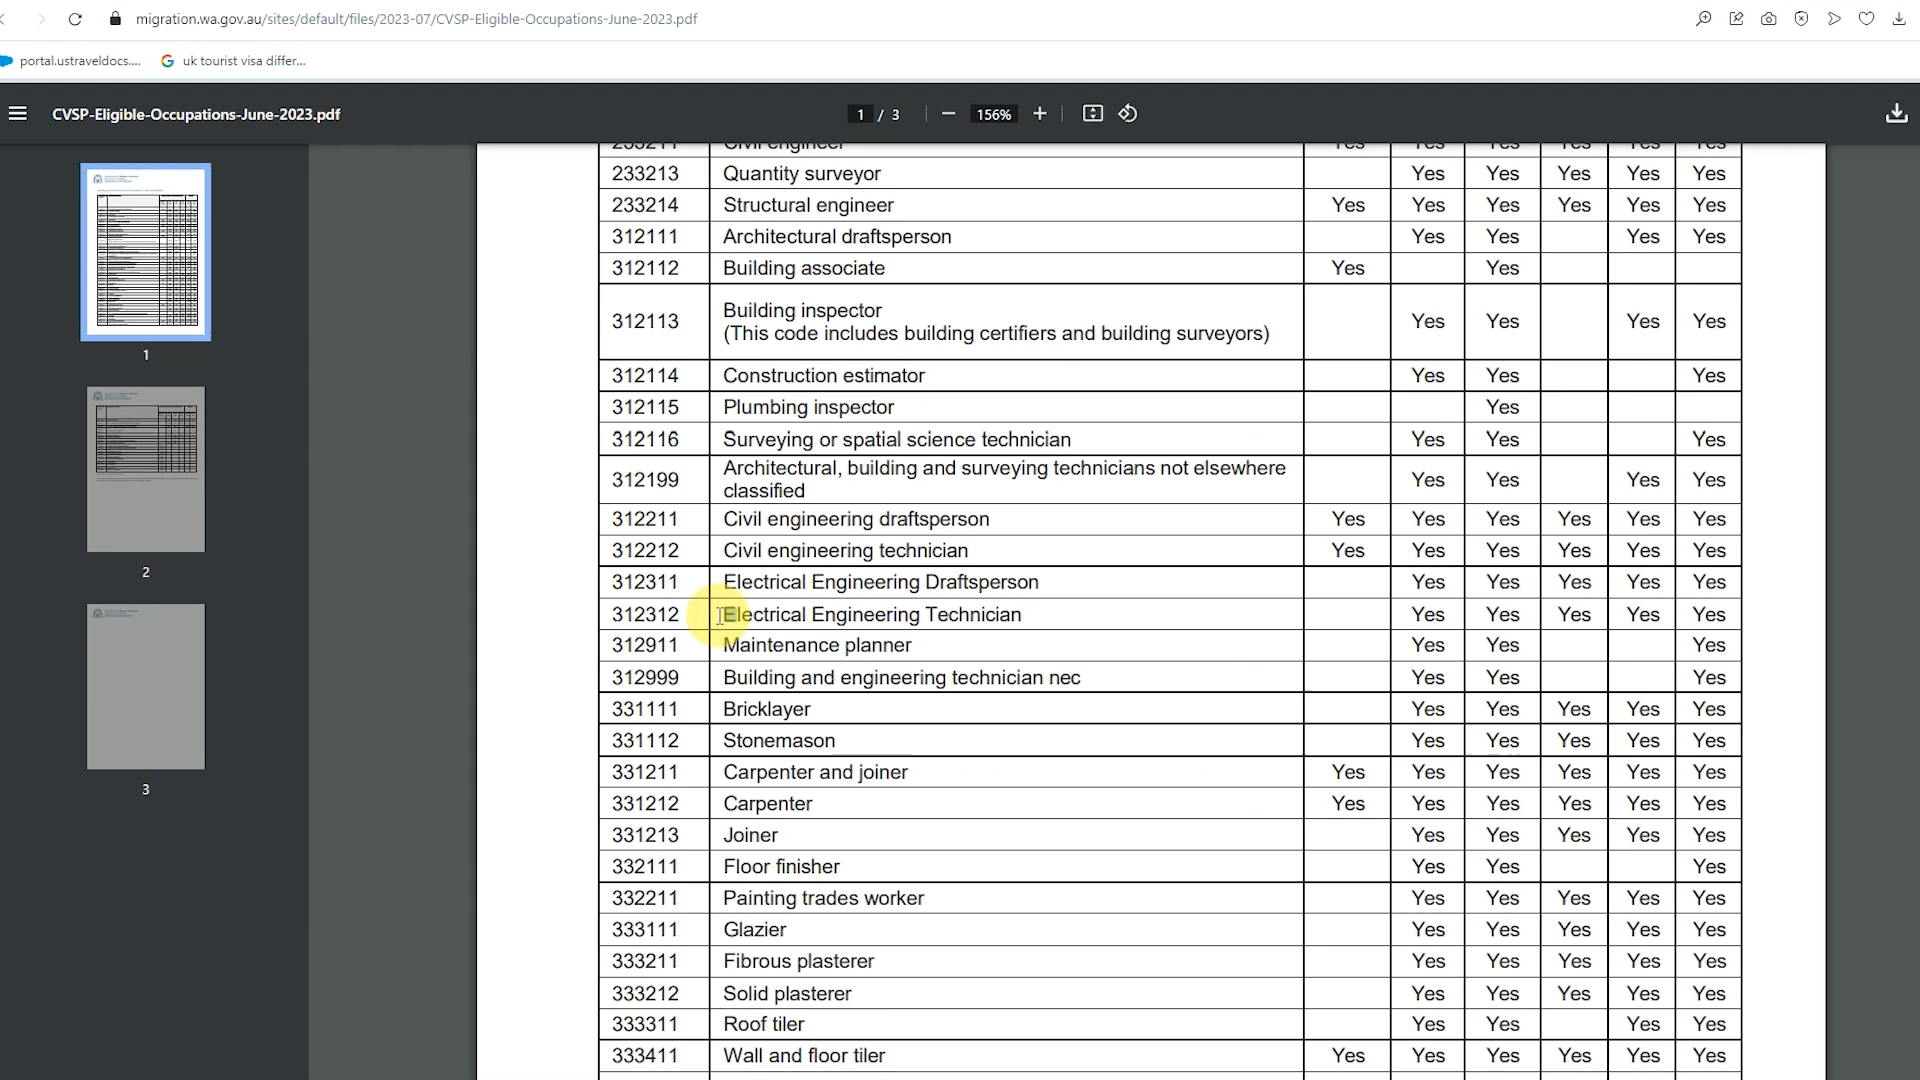 migration.wa.gov.au/sites/default/files/2023-07/CVSP-Eligible-Occupations-June-2023.pdf
portal.ustraveldocs.... uk tourist visa differ...
CVSP-Eligible-Occupations-June-2023.pdf 1 / 3 156%
1
2
3
233211 Civil engineer Yes Yes Yes Yes Yes Yes
233213 Quantity surveyor Yes Yes Yes Yes Yes
233214 Structural engineer Yes Yes Yes Yes Yes Yes
312111 Architectural draftsperson Yes Yes Yes Yes
312112 Building associate Yes Yes
312113 Building inspector
(This code includes building certifiers and building surveyors) Yes Yes Yes Yes
312114 Construction estimator Yes Yes Yes
312115 Plumbing inspector Yes
312116 Surveying or spatial science technician Yes Yes Yes
312199 Architectural, building and surveying technicians not elsewhere
classified Yes Yes Yes Yes
312211 Civil engineering draftsperson Yes Yes Yes Yes Yes Yes
312212 Civil engineering technician Yes Yes Yes Yes Yes Yes
312311 Electrical Engineering Draftsperson Yes Yes Yes Yes Yes
312312 Electrical Engineering Technician Yes Yes Yes Yes Yes
312911 Maintenance planner Yes Yes Yes
312999 Building and engineering technician nec Yes Yes Yes
331111 Bricklayer Yes Yes Yes Yes Yes
331112 Stonemason Yes Yes Yes Yes Yes
331211 Carpenter and joiner Yes Yes Yes Yes Yes Yes
331212 Carpenter Yes Yes Yes Yes Yes Yes
331213 Joiner Yes Yes Yes Yes Yes
332111 Floor finisher Yes Yes Yes
332211 Painting trades worker Yes Yes Yes Yes Yes
333111 Glazier Yes Yes Yes Yes Yes
333211 Fibrous plasterer Yes Yes Yes Yes Yes
333212 Solid plasterer Yes Yes Yes Yes Yes
333311 Roof tiler Yes Yes Yes Yes
333411 Wall and floor tiler Yes Yes Yes Yes Yes Yes